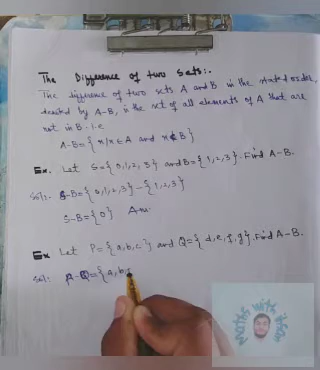 The Difference of two Sets:.
The difference of two sets A and B in the stated order,
denoted by A-B, is the set of all elements of A that are
not in B. i.e
A-B={x/x∈A and x∉B}
Ex. Let S={0,1,2,3} and B={1,2,3}. Find A-B.
Sol:. S-B={0,1,2,3}-{1,2,3}
S-B={0} Ans.
Ex Let P={a,b,c} and Q={d,e,f,g}. Find A-B.
Sol:. P-Q={a,b,
maths with